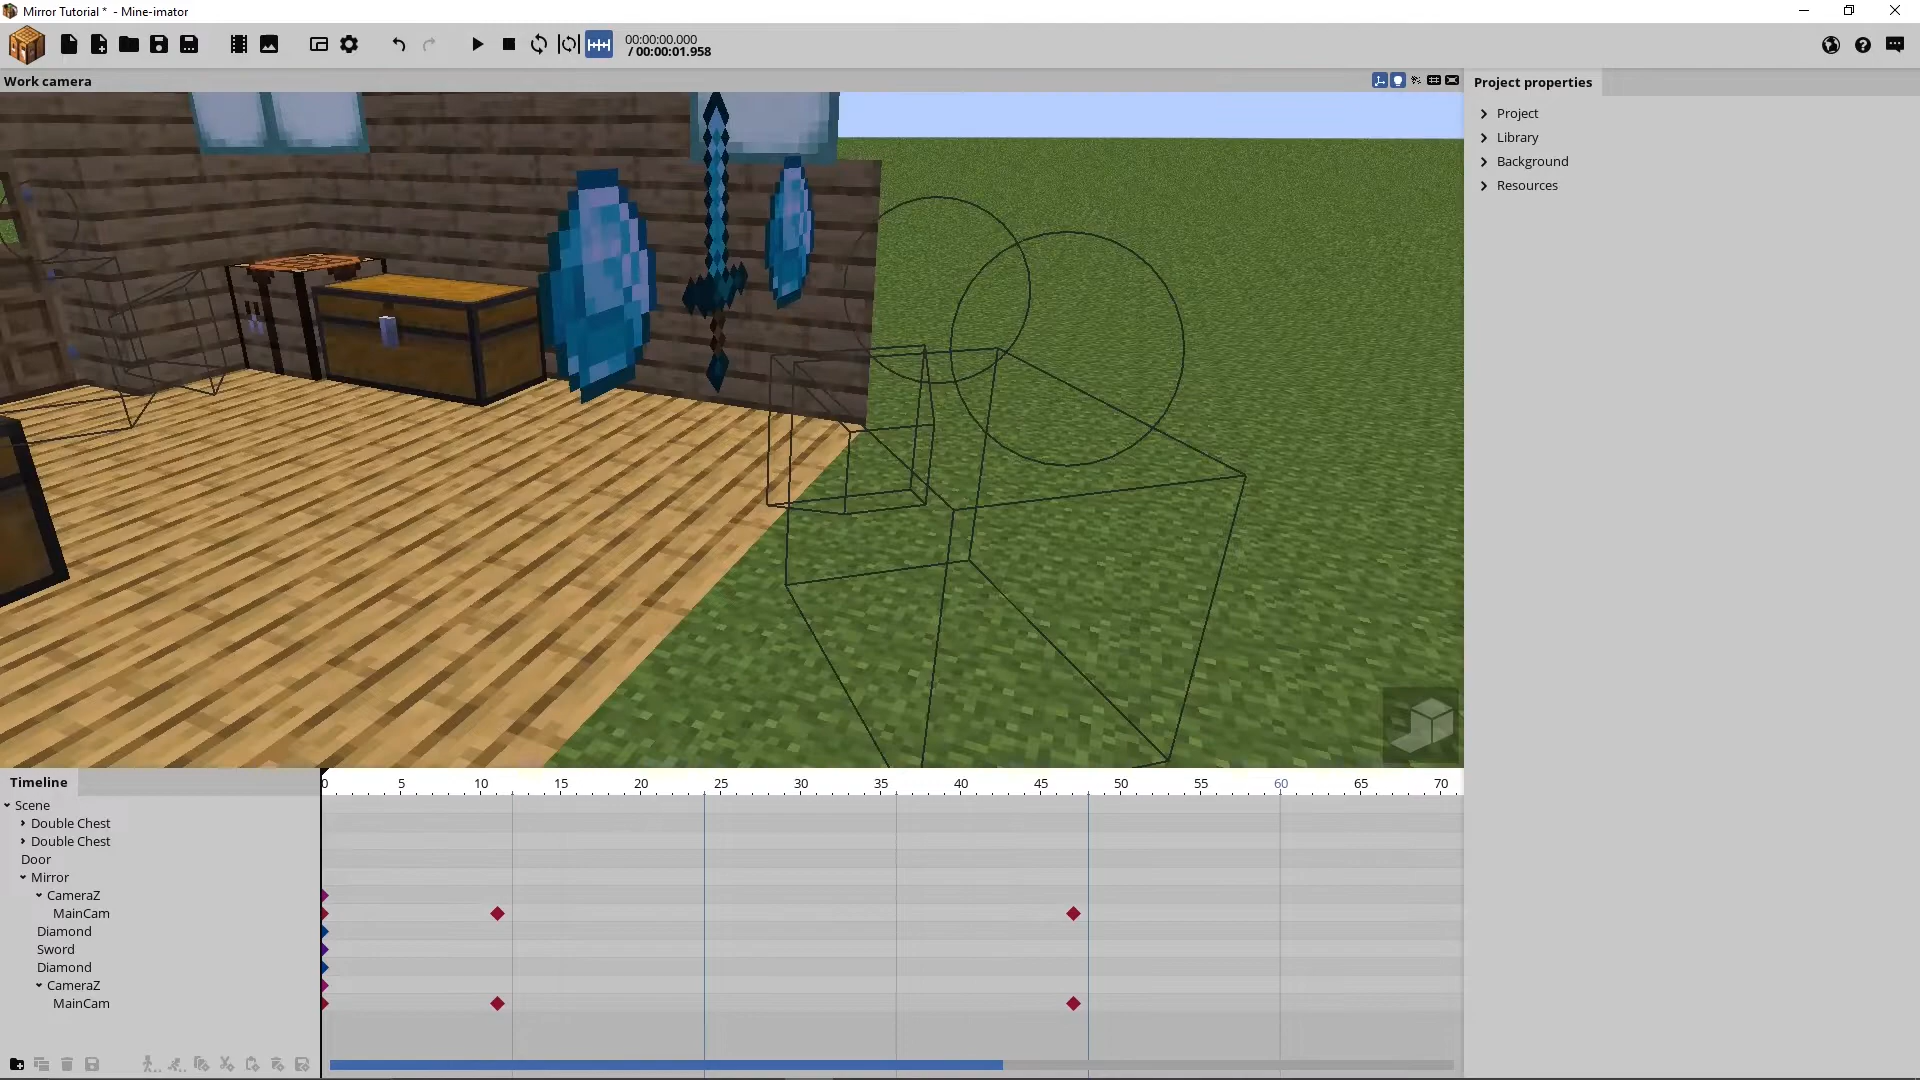 Mirror Tutorial * - Mine-imator
00:00:00.000
/ 00:00:01.958
Work camera
Project properties
Project
Library
Background
Resources
Timeline
0 5 10 15 20 25 30 35 40 45 50 55 60 65 70
Scene
Double Chest
Double Chest
Door
Mirror
CameraZ
MainCam
Diamond
Sword
Diamond
CameraZ
MainCam